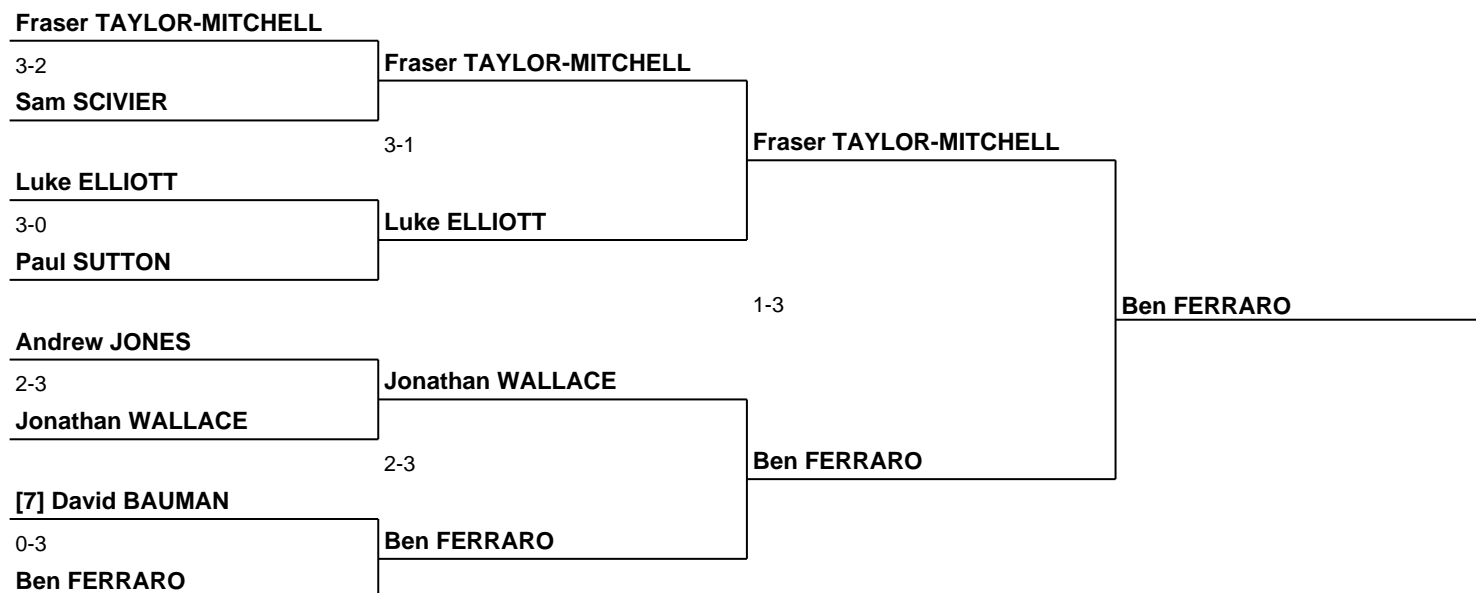 Fraser TAYLOR-MITCHELL
3-2
Fraser TAYLOR-MITCHELL
Sam SCIVIER
3-1
Fraser TAYLOR-MITCHELL
Luke ELLIOTT
3-0
Luke ELLIOTT
Paul SUTTON
1-3
Ben FERRARO
Andrew JONES
2-3
Jonathan WALLACE
Jonathan WALLACE
2-3
Ben FERRARO
[7] David BAUMAN
0-3
Ben FERRARO
Ben FERRARO